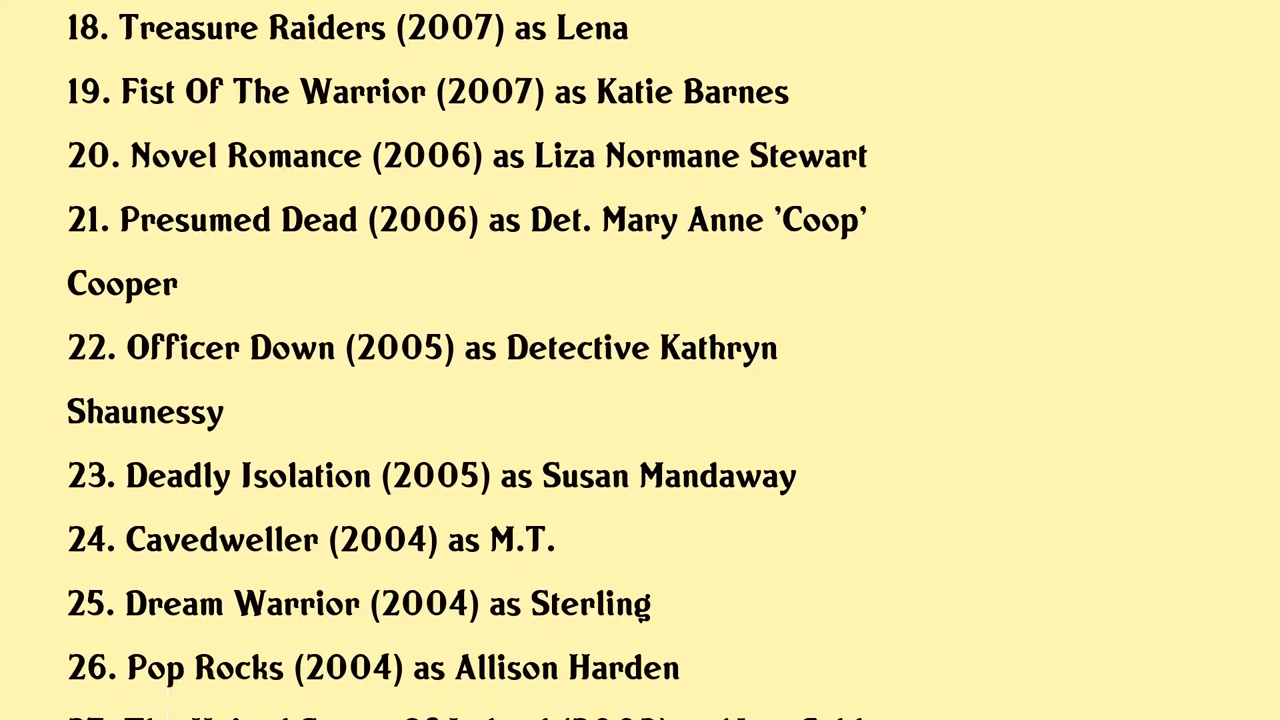 18. Treasure Raiders (2007) as Lena
19. Fist Of The Warrior (2007) as Katie Barnes
20. Novel Romance (2006) as Liza Normane Stewart
21. Presumed Dead (2006) as Det. Mary Anne 'Coop'
Cooper
22. Officer Down (2005) as Detective Kathryn
Shaunessy
23. Deadly Isolation (2005) as Susan Mandaway
24. Cavedweller (2004) as M.T.
25. Dream Warrior (2004) as Sterling
26. Pop Rocks (2004) as Allison Harden